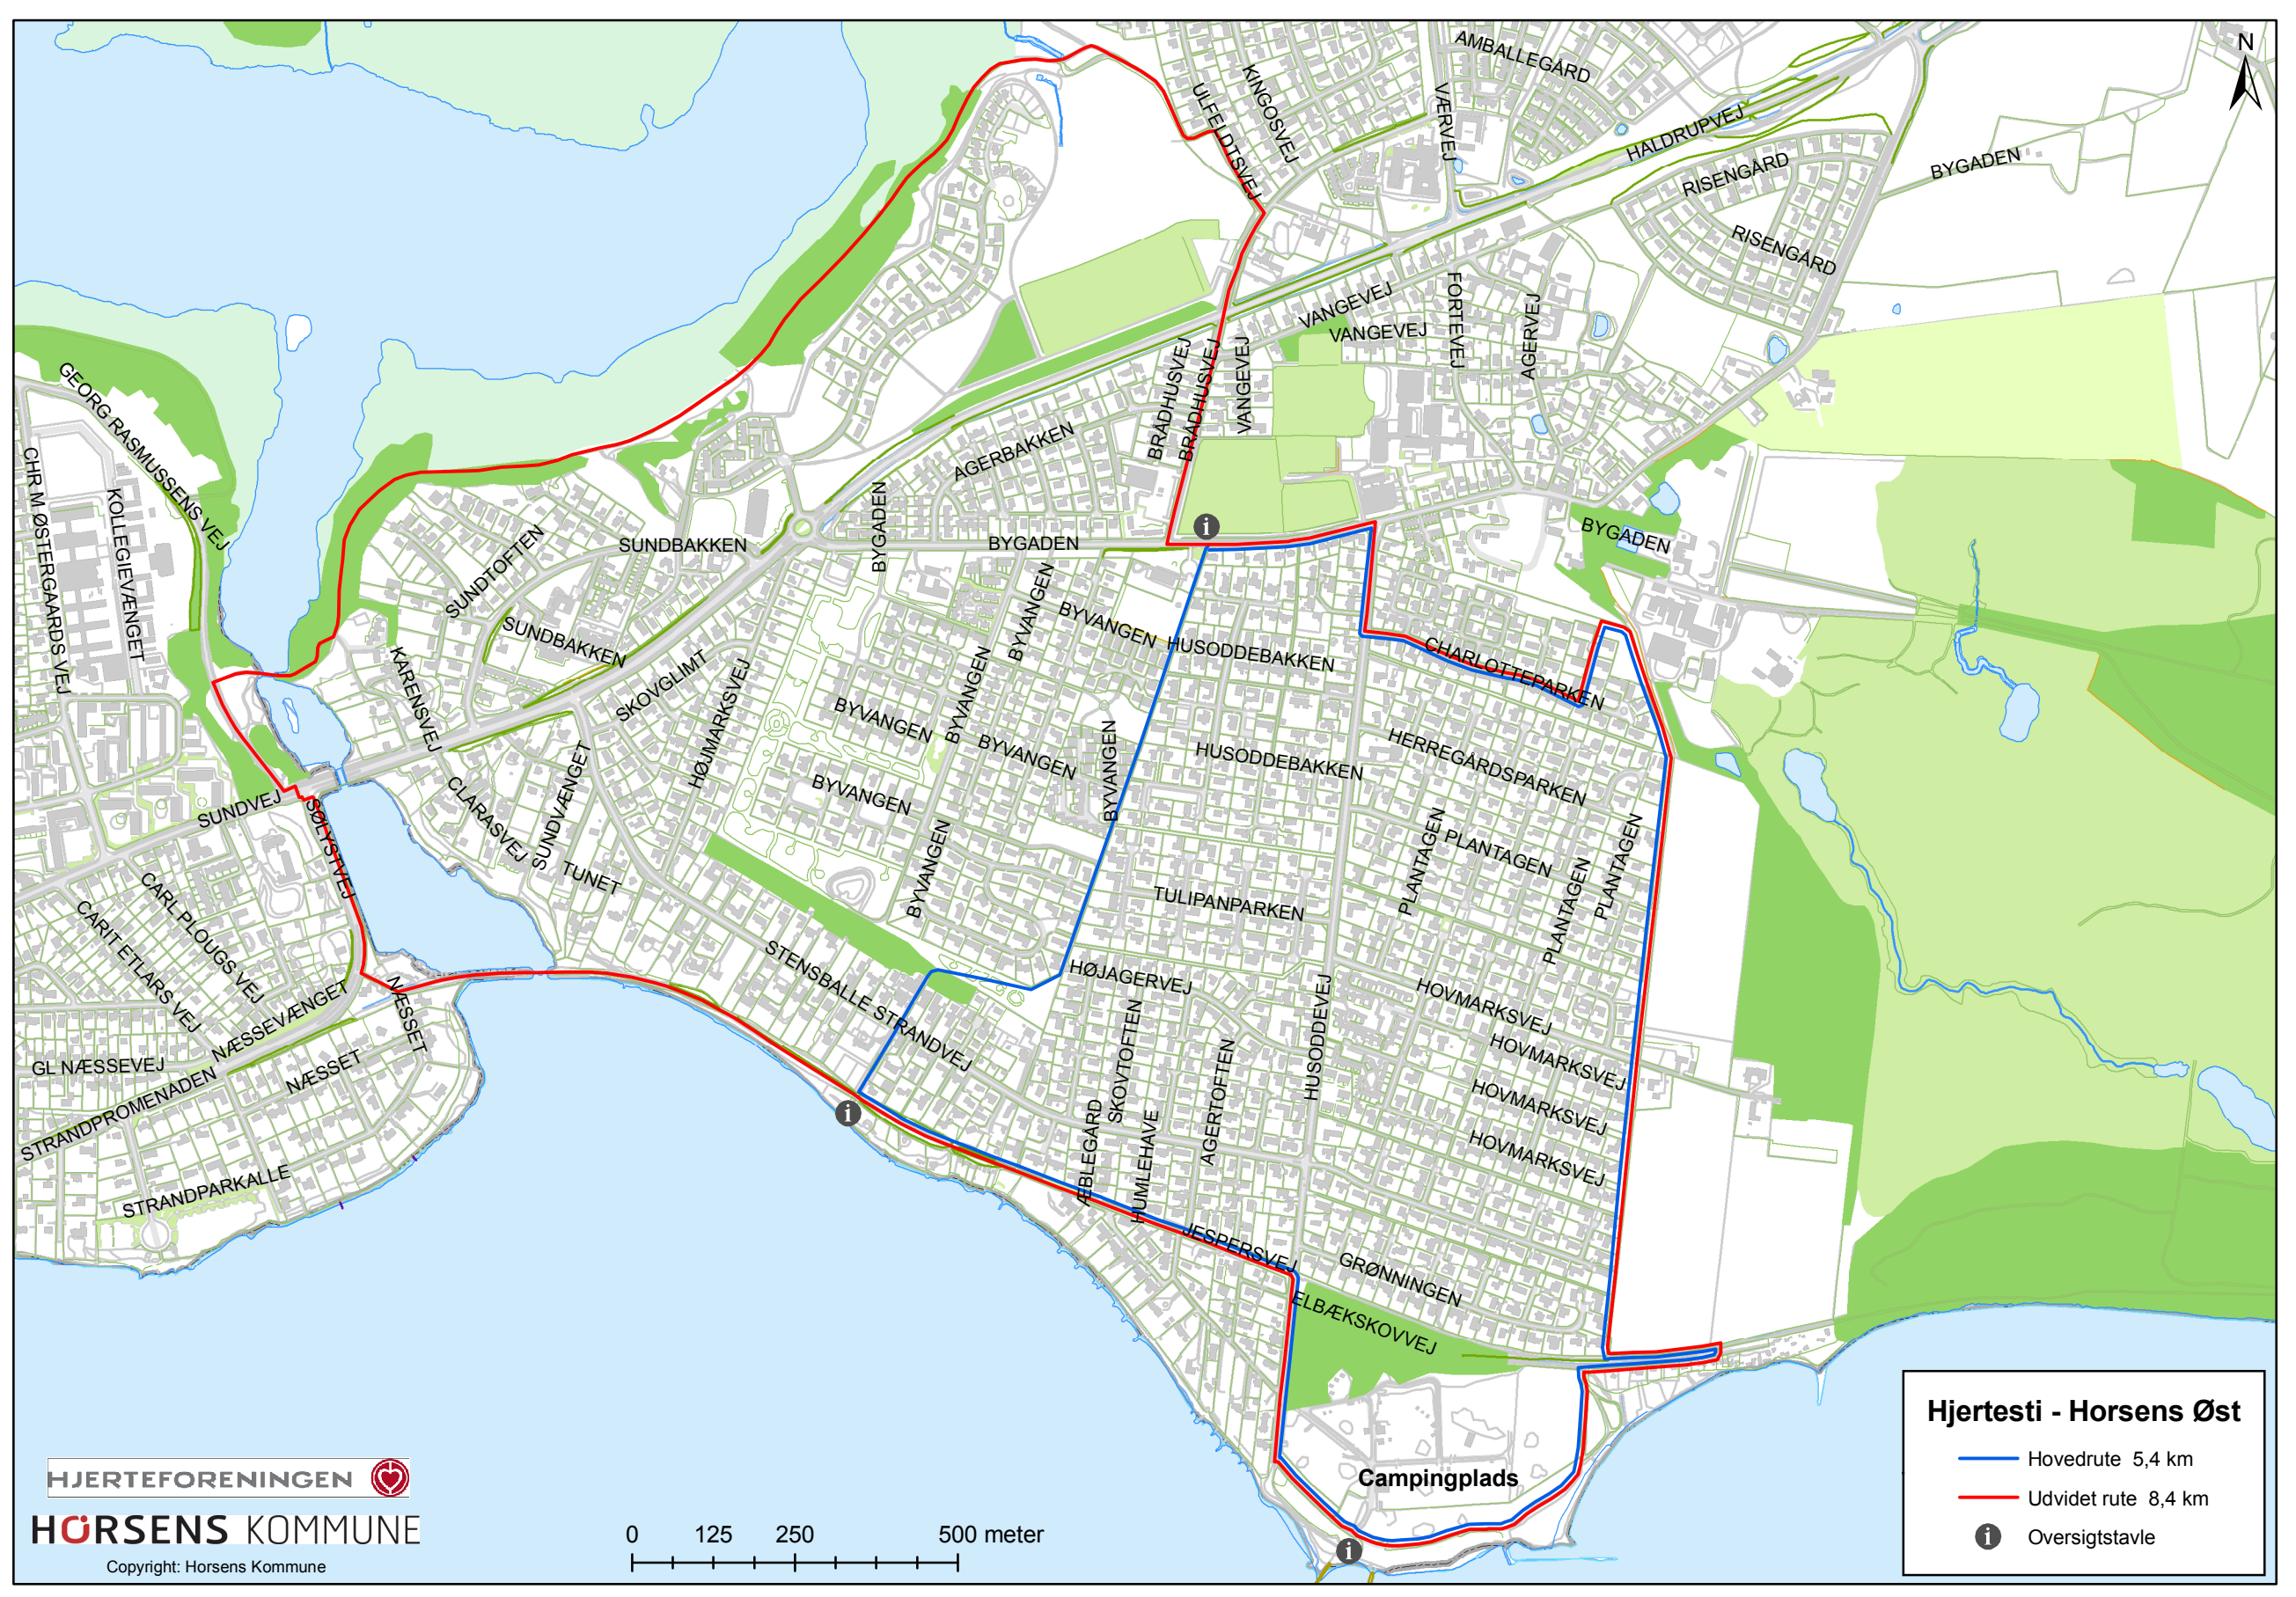 N
AMBALLEGÅRD
KINGOSVEJ
ULFELDTSVEJ
VÆRVEJ
HALDRUPVEJ
RISENGÅRD
BYGADEN
RISENGÅRD
VANGEVEJ
VANGEVEJ
FORTEVEJ
AGERVEJ
BRÅDHUSVEJ
BRÅDHUSVEJ
VANGEVEJ
GEORG RASMUSSENS VEJ
CHR M ØSTERGAARDS VEJ
KOLLEGIEVÆNGET
AGERBAKKEN
BYGADEN
SUNDBAKKEN
BYGADEN
BYGADEN
SUNDTOFTEN
SUNDBAKKEN
KARENSVEJ
SKOVGLIMT
HØJMARKSVEJ
BYVANGEN
BYVANGEN
HUSODDEBAKKEN
CHARLOTTEPARKEN
BYVANGEN
BYVANGEN
BYVANGEN
BYVANGEN
HUSODDEBAKKEN
HERREGÅRDSPARKEN
BYVANGEN
BYVANGEN
SUNDVEJ
SØLYSTVEJ
CLARASVEJ
SUNDVÆNGET
TUNET
PLANTAGEN
PLANTAGEN
PLANTAGEN
PLANTAGEN
TULIPANPARKEN
CARL PLOUGS VEJ
CARIT ETLARS VEJ
STENSBALLE STRANDVEJ
HØJAGERVEJ
NÆSSEVÆNGET
NÆSSET
NÆSSET
GL NÆSSEVEJ
STRANDPROMENADEN
STRANDPARKALLE
SKOVTOFTEN
AGERTOFTEN
HUSODDEVEJ
HOVMARKSVEJ
HOVMARKSVEJ
HOVMARKSVEJ
HOVMARKSVEJ
ÆBLEGÅRD
HUMLEHAVE
JESPERSVEJ
GRØNNINGEN
ELBÆKSKOVVEJ
Campingplads
Hjertesti - Horsens Øst
Hovedrute 5,4 km
Udvidet rute 8,4 km
i Oversigtstavle
i
i
i
HJERTEFORENINGEN
HORSENS KOMMUNE
Copyright: Horsens Kommune
0 125 250 500 meter